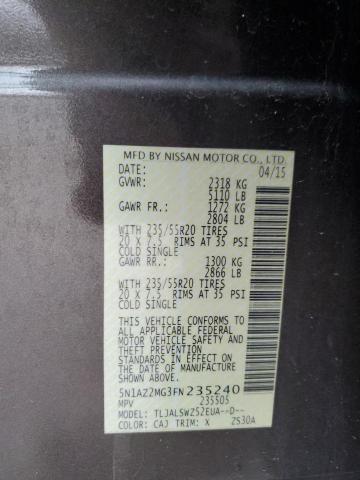 MFD BY NISSAN MOTOR CO., LTD.
DATE: 04/15
GVWR: 2318 KG
5110 LB
GAWR FR.: 1272 KG
2804 LB
WITH 235/55R20 TIRES
20 X 7.5 RIMS AT 35 PSI
COLD SINGLE
GAWR RR.: 1300 KG
2866 LB
WITH 235/55R20 TIRES
20 X 7.5 RIMS AT 35 PSI
COLD SINGLE
THIS VEHICLE CONFORMS TO
ALL APPLICABLE FEDERAL
MOTOR VEHICLE SAFETY
AND THEFT PREVENTION
STANDARDS IN EFFECT ON
THE DATE OF MANUFACTURE
SHOWN ABOVE.
5N1AZ2MG3FN235240
MPV 235505
MODEL: TLJALSWZ52EUA--D--
COLOR: CAJ TRIM: X ZS30A